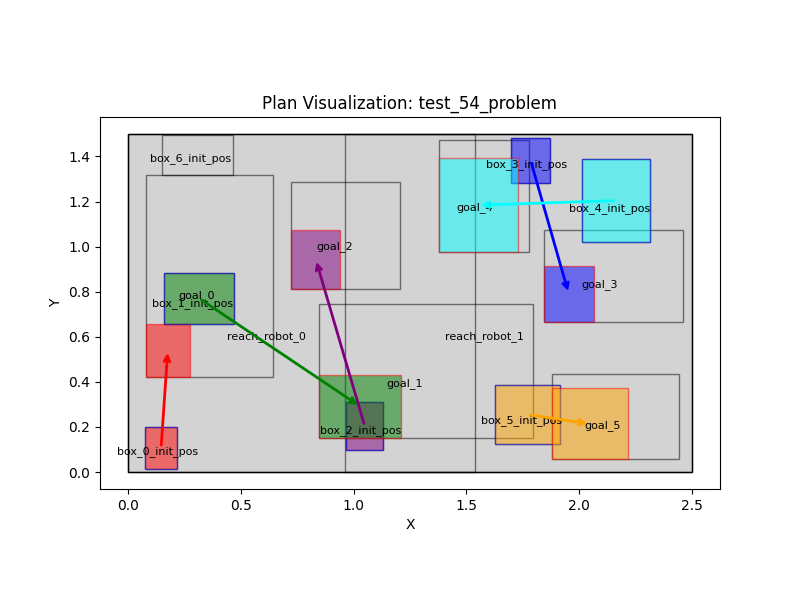 Plan Visualization: test_54_problem
Y
1.4
1.2
1.0
0.8
0.6
0.4
0.2
0.0
box_6_init_pos
box_3_init_pos
goal_4
box_4_init_pos
goal_2
goal_3
goal_0
box_1_init_pos
reach_robot_0
reach_robot_1
goal_1
box_2_init_pos
box_5_init_pos
goal_5
box_0_init_pos
0.0 0.5 1.0 1.5 2.0 2.5
X